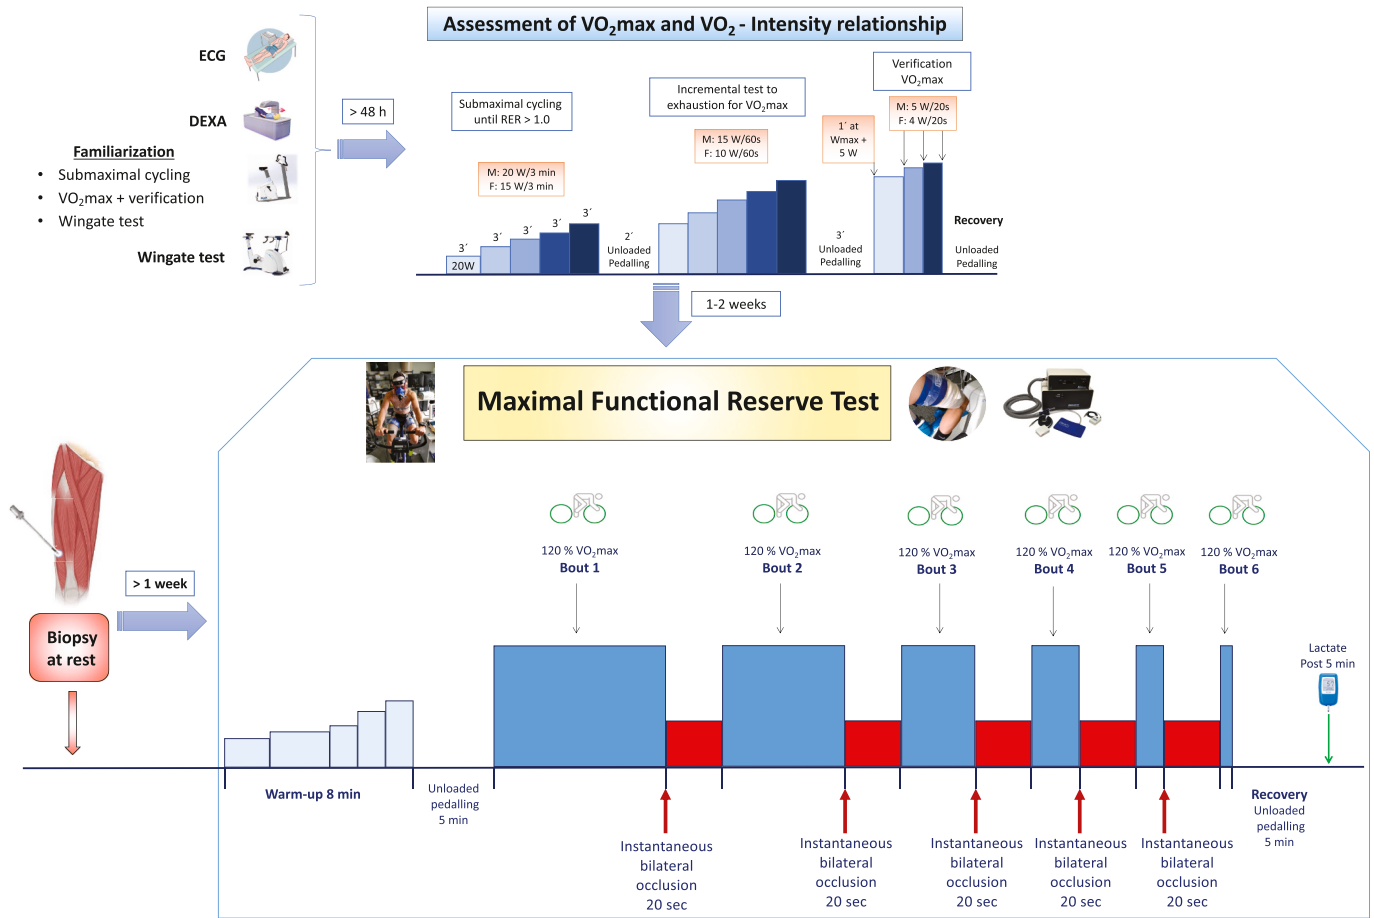 Assessment of VO2max and VO2 - Intensity relationship
ECG
DEXA
Familiarization
• Submaximal cycling
• VO2max + verification
• Wingate test
Wingate test
> 48 h
Submaximal cycling
until RER > 1.0
M: 20 W/3 min
F: 15 W/3 min
3´
3´
3´
3´
3´
20W
2´
Unloaded
Pedalling
Incremental test to
exhaustion for VO2max
M: 15 W/60s
F: 10 W/60s
3´
Unloaded
Pedalling
1´ at
Wmax +
5 W
Verification
VO2max
M: 5 W/20s
F: 4 W/20s
Recovery
Unloaded
Pedalling
1-2 weeks
Maximal Functional Reserve Test
Biopsy
at rest
> 1 week
120 % VO2max
Bout 1
120 % VO2max
Bout 2
120 % VO2max
Bout 3
120 % VO2max
Bout 4
120 % VO2max
Bout 5
120 % VO2max
Bout 6
Lactate
Post 5 min
Warm-up 8 min
Unloaded
pedalling
5 min
Instantaneous
bilateral
occlusion
20 sec
Instantaneous
bilateral
occlusion
20 sec
Instantaneous
bilateral
occlusion
20 sec
Instantaneous
bilateral
occlusion
20 sec
Instantaneous
bilateral
occlusion
20 sec
Recovery
Unloaded
pedalling
5 min